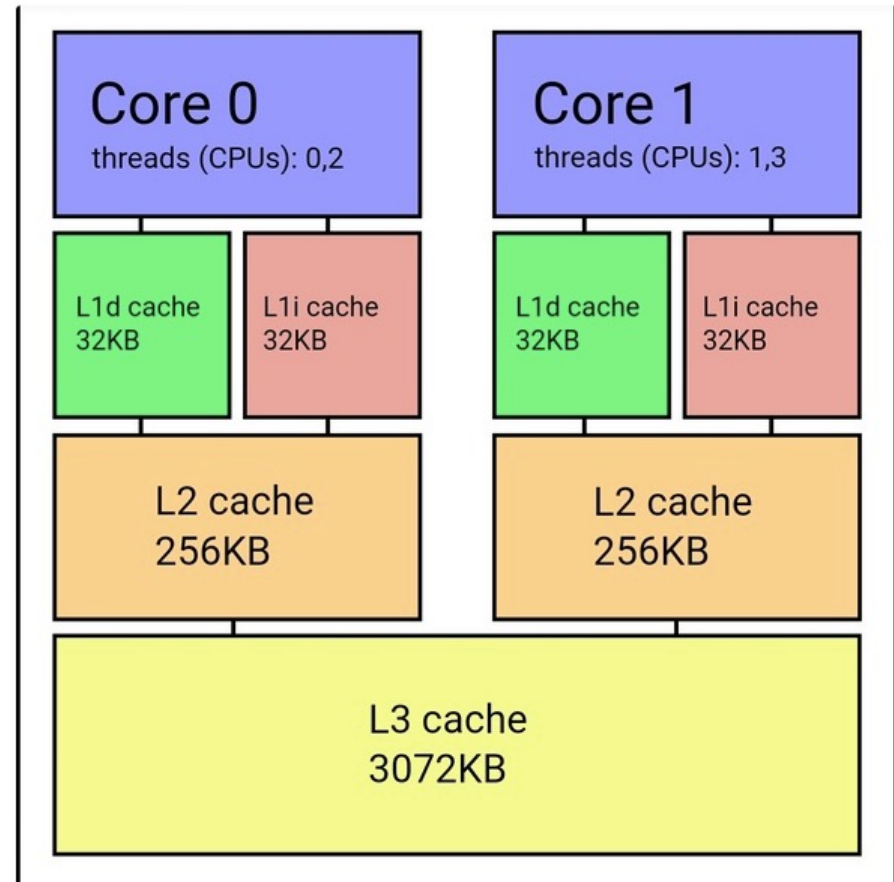 Core 0
threads (CPUs): 0,2
Core 1
threads (CPUs): 1,3
L1d cache
32KB
L1i cache
32KB
L1d cache
32KB
L1i cache
32KB
L2 cache
256KB
L2 cache
256KB
L3 cache
3072KB